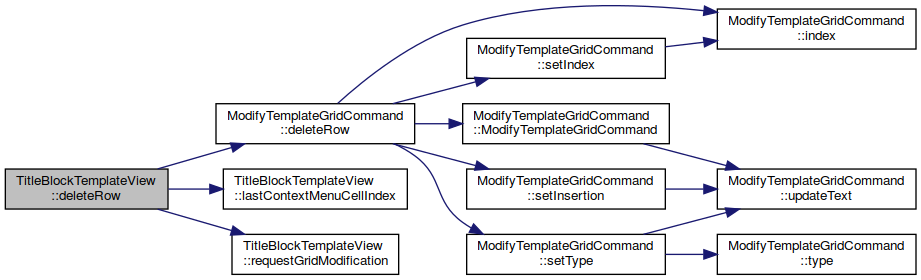 TitleBlockTemplateView
::deleteRow
ModifyTemplateGridCommand
::deleteRow
TitleBlockTemplateView
::lastContextMenuCellIndex
TitleBlockTemplateView
::requestGridModification
ModifyTemplateGridCommand
::setIndex
ModifyTemplateGridCommand
::ModifyTemplateGridCommand
ModifyTemplateGridCommand
::setInsertion
ModifyTemplateGridCommand
::setType
ModifyTemplateGridCommand
::index
ModifyTemplateGridCommand
::updateText
ModifyTemplateGridCommand
::type